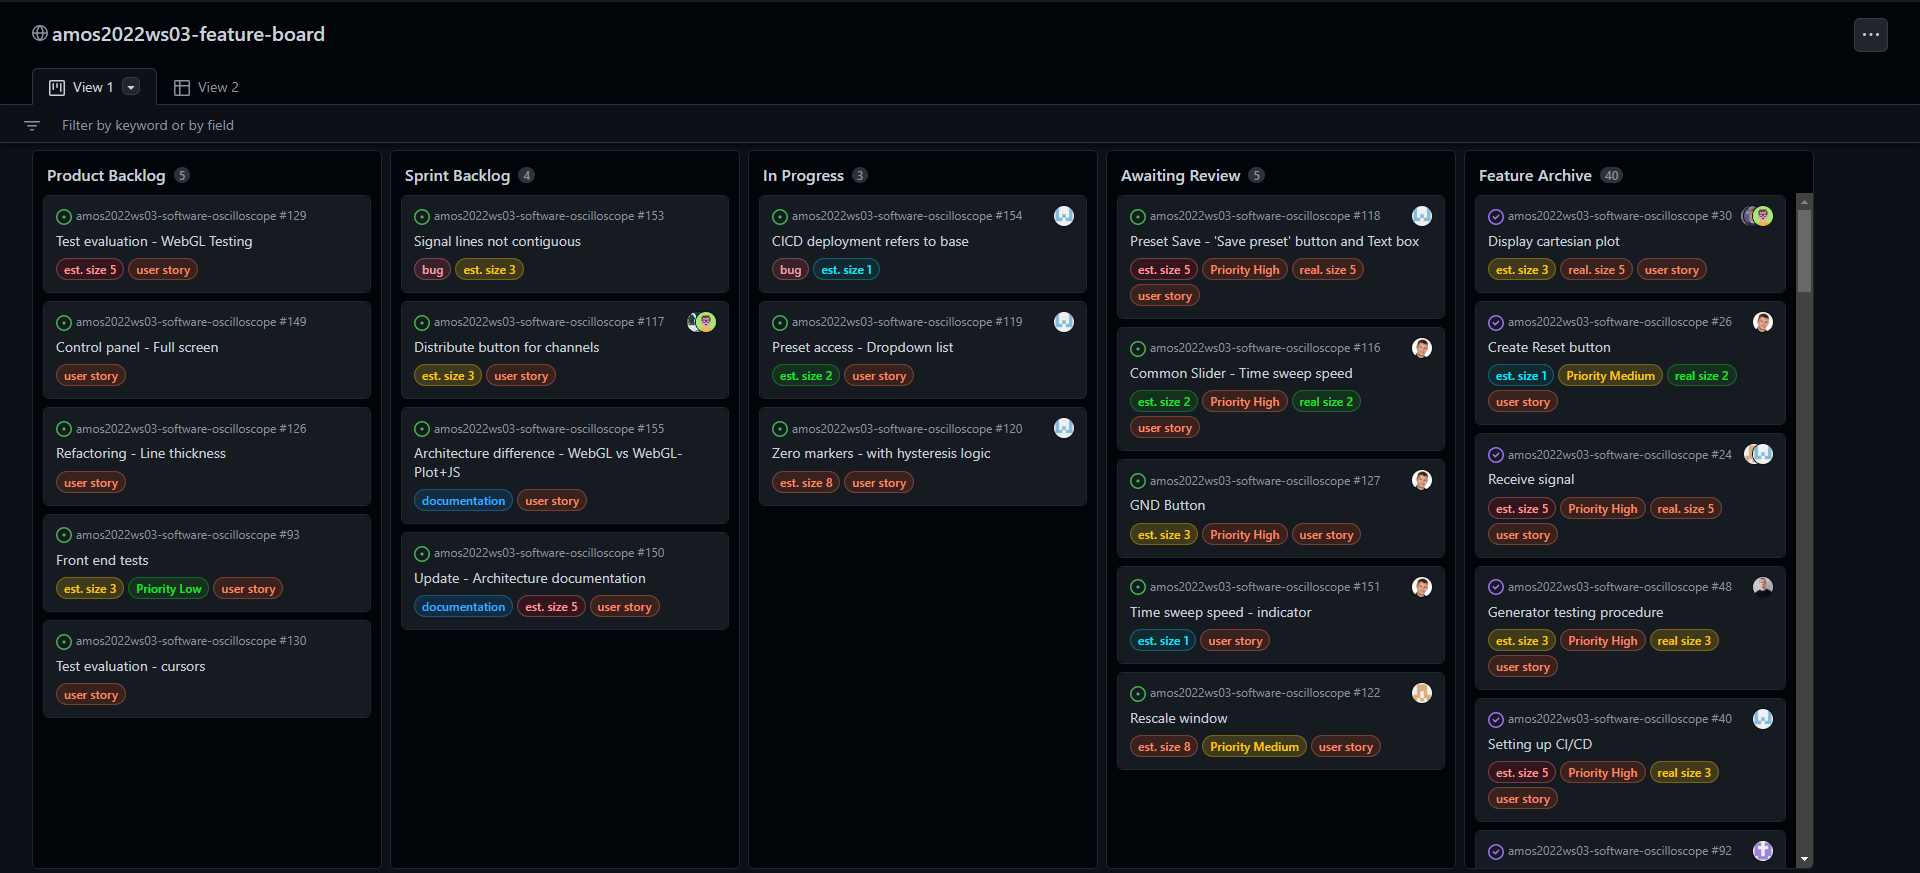 amos2022ws03-feature-board
View 1
View 2
Filter by keyword or by field
Product Backlog 5
amos2022ws03-software-oscilloscope #129
Test evaluation - WebGL Testing
est. size 5 user story
amos2022ws03-software-oscilloscope #149
Control panel - Full screen
user story
amos2022ws03-software-oscilloscope #126
Refactoring - Line thickness
user story
amos2022ws03-software-oscilloscope #93
Front end tests
est. size 3 Priority Low user story
amos2022ws03-software-oscilloscope #130
Test evaluation - cursors
user story
Sprint Backlog 4
amos2022ws03-software-oscilloscope #153
Signal lines not contiguous
bug est. size 3
amos2022ws03-software-oscilloscope #117
Distribute button for channels
est. size 3 user story
amos2022ws03-software-oscilloscope #155
Architecture difference - WebGL vs WebGL-
Plot+JS
documentation user story
amos2022ws03-software-oscilloscope #150
Update - Architecture documentation
documentation est. size 5 user story
In Progress 3
amos2022ws03-software-oscilloscope #154
CICD deployment refers to base
bug est. size 1
amos2022ws03-software-oscilloscope #119
Preset access - Dropdown list
est. size 2 user story
amos2022ws03-software-oscilloscope #120
Zero markers - with hysteresis logic
est. size 8 user story
Awaiting Review 5
amos2022ws03-software-oscilloscope #118
Preset Save - 'Save preset' button and Text box
est. size 5 Priority High real. size 5
user story
amos2022ws03-software-oscilloscope #116
Common Slider - Time sweep speed
est. size 2 Priority High real size 2
user story
amos2022ws03-software-oscilloscope #127
GND Button
est. size 3 Priority High user story
amos2022ws03-software-oscilloscope #151
Time sweep speed - indicator
est. size 1 user story
amos2022ws03-software-oscilloscope #122
Rescale window
est. size 8 Priority Medium user story
Feature Archive 40
amos2022ws03-software-oscilloscope #30
Display cartesian plot
est. size 3 real. size 5 user story
amos2022ws03-software-oscilloscope #26
Create Reset button
est. size 1 Priority Medium real size 2
user story
amos2022ws03-software-oscilloscope #24
Receive signal
est. size 5 Priority High real. size 5
user story
amos2022ws03-software-oscilloscope #48
Generator testing procedure
est. size 3 Priority High real size 3
user story
amos2022ws03-software-oscilloscope #40
Setting up CI/CD
est. size 5 Priority High real size 3
user story
amos2022ws03-software-oscilloscope #92